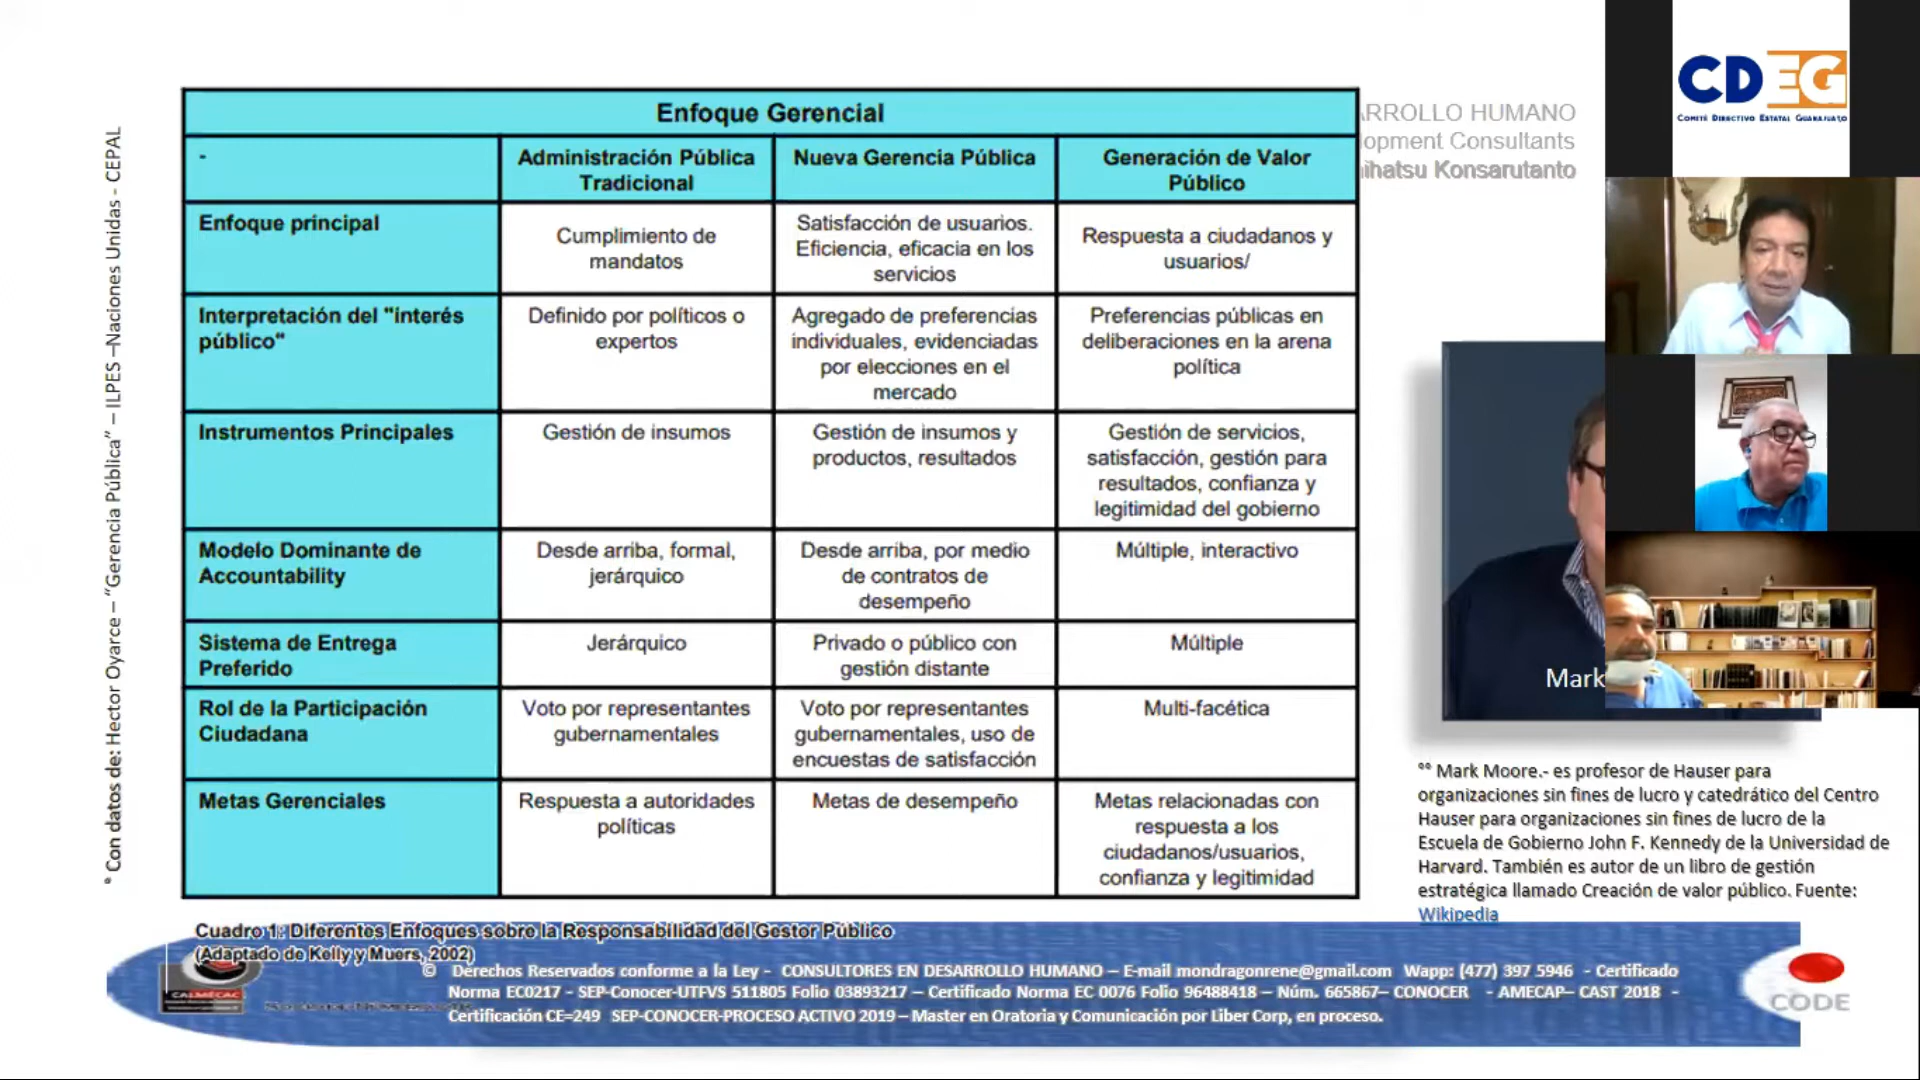 CDEG
COMITÉ DIRECTIVO ESTATAL GUANAJUATO
ARROLLO HUMANO
lopment Consultants
nihatsu Konsarutanto
° Con datos de: Hector Oyarce – “Gerencia Pública” – ILPES –Naciones Unidas - CEPAL
Enfoque Gerencial
-
Administración Pública
Tradicional
Nueva Gerencia Pública
Generación de Valor
Público
Enfoque principal
Cumplimiento de
mandatos
Satisfacción de usuarios.
Eficiencia, eficacia en los
servicios
Respuesta a ciudadanos y
usuarios/
Interpretación del "interés
público"
Definido por políticos o
expertos
Agregado de preferencias
individuales, evidenciadas
por elecciones en el
mercado
Preferencias públicas en
deliberaciones en la arena
política
Instrumentos Principales
Gestión de insumos
Gestión de insumos y
productos, resultados
Gestión de servicios,
satisfacción, gestión para
resultados, confianza y
legitimidad del gobierno
Modelo Dominante de
Accountability
Desde arriba, formal,
jerárquico
Desde arriba, por medio
de contratos de
desempeño
Múltiple, interactivo
Sistema de Entrega
Preferido
Jerárquico
Privado o público con
gestión distante
Múltiple
Rol de la Participación
Ciudadana
Voto por representantes
gubernamentales
Voto por representantes
gubernamentales, uso de
encuestas de satisfacción
Multi-facética
Metas Gerenciales
Respuesta a autoridades
políticas
Metas de desempeño
Metas relacionadas con
respuesta a los
ciudadanos/usuarios,
confianza y legitimidad
Mark
°° Mark Moore.- es profesor de Hauser para
organizaciones sin fines de lucro y catedrático del Centro
Hauser para organizaciones sin fines de lucro de la
Escuela de Gobierno John F. Kennedy de la Universidad de
Harvard. También es autor de un libro de gestión
estratégica llamado Creación de valor público. Fuente:
Wikipedia
Cuadro 1: Diferentes Enfoques sobre la Responsabilidad del Gestor Público
(Adaptado de Kelly y Muers, 2002)
© Derechos Reservados conforme a la Ley - CONSULTORES EN DESARROLLO HUMANO – E-mail mondragonrene@gmail.com Wapp: (477) 397 5946 - Certificado
Norma EC0217 - SEP-Conocer-UTFVS 511805 Folio 03893217 – Certificado Norma EC 0076 Folio 96488418 – Núm. 665867– CONOCER - AMECAP– CAST 2018 -
Certificación CE=249 SEP-CONOCER-PROCESO ACTIVO 2019 – Master en Oratoria y Comunicación por Liber Corp, en proceso.
CALMECAC
CODE